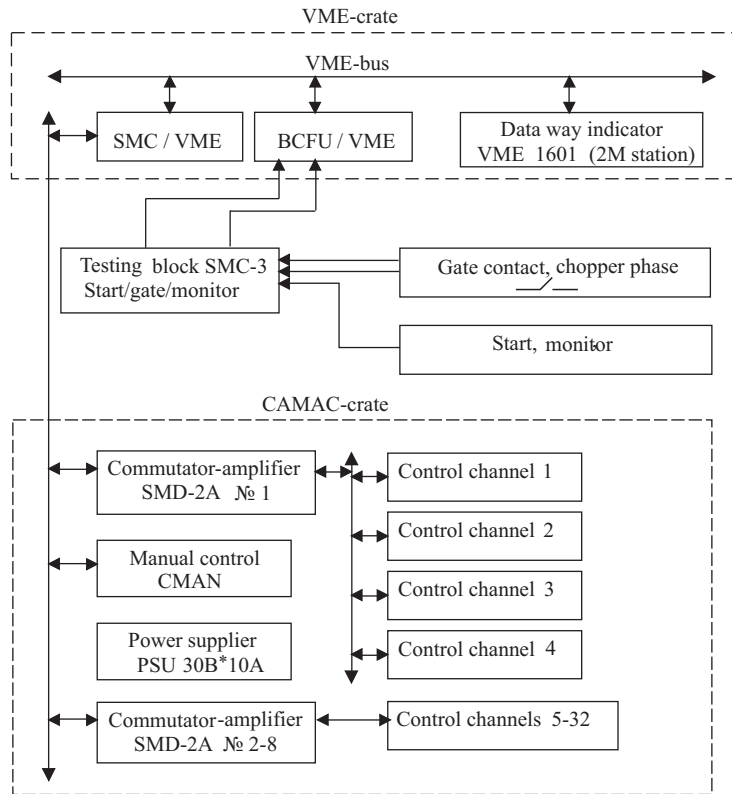 VME-crate
VME-bus
SMC / VME
BCFU / VME
Data way indicator
VME 1601 (2M station)
Testing block SMC-3
Start/gate/monitor
Gate contact, chopper phase
Start, monitor
CAMAC-crate
Commutator-amplifier
SMD-2A № 1
Control channel 1
Control channel 2
Manual control
CMAN
Control channel 3
Power supplier
PSU 30B*10A
Control channel 4
Commutator-amplifier
SMD-2A № 2-8
Control channels 5-32